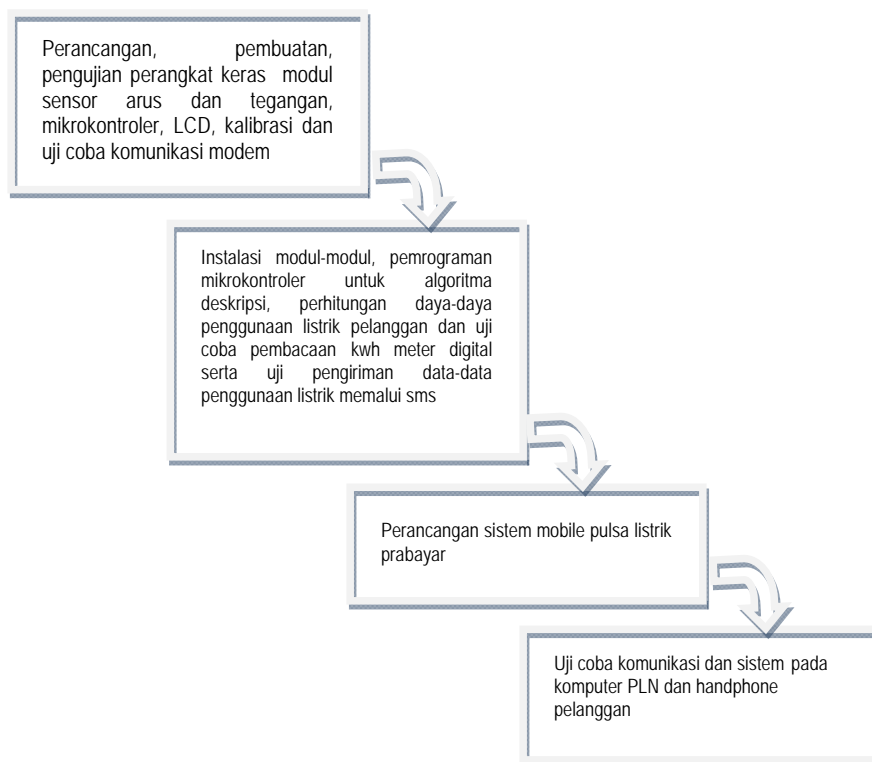 Perancangan, pembuatan,
pengujian perangkat keras modul
sensor arus dan tegangan,
mikrokontroler, LCD, kalibrasi dan
uji coba komunikasi modem
Instalasi modul-modul, pemrograman
mikrokontroler untuk algoritma
deskripsi, perhitungan daya-daya
penggunaan listrik pelanggan dan uji
coba pembacaan kwh meter digital
serta uji pengiriman data-data
penggunaan listrik memalui sms
Perancangan sistem mobile pulsa listrik
prabayar
Uji coba komunikasi dan sistem pada
komputer PLN dan handphone
pelanggan